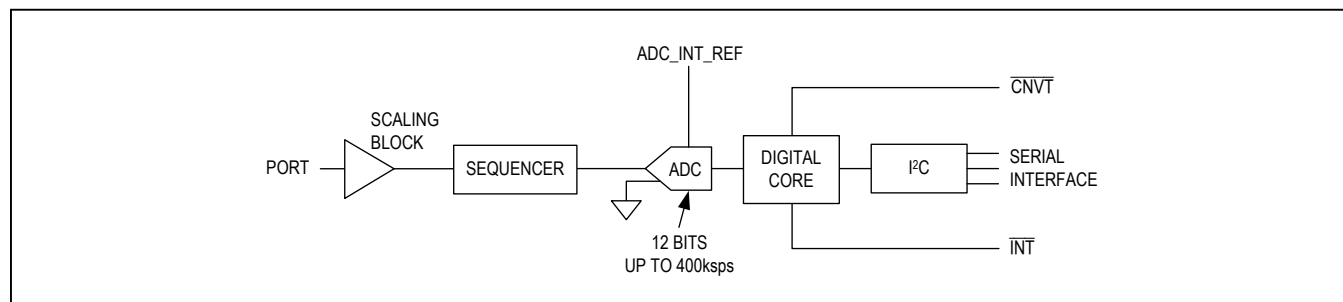 ADC_INT_REF
CNVT
SCALING
BLOCK
PORT
SEQUENCER
ADC
DIGITAL
CORE
I²C
SERIAL
INTERFACE
12 BITS
UP TO 400ksps
INT